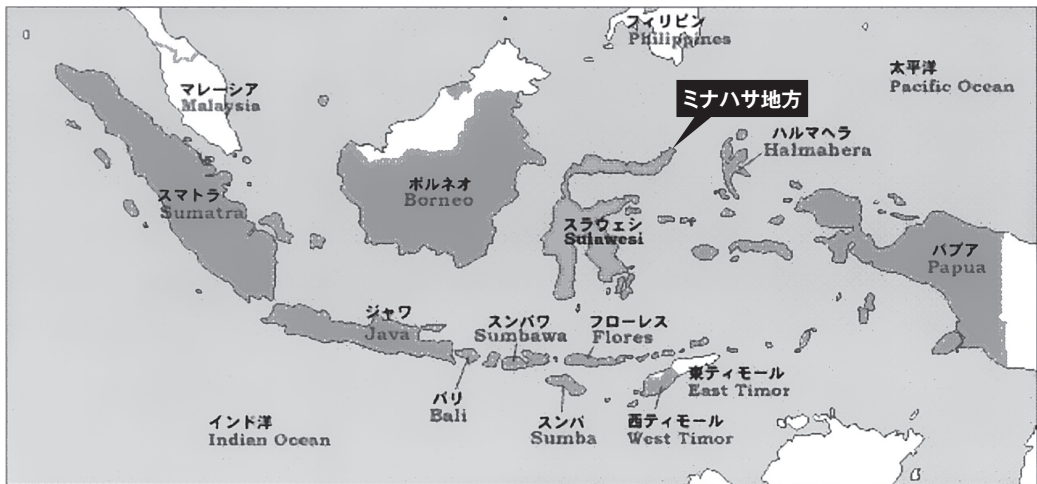 フィリピン
Philippines
太平洋
Pacific Ocean
マレーシア
Malaysia
ミナハサ地方
ハルマヘラ
Halmahera
ボルネオ
Borneo
スマトラ
Sumatra
スラウェシ
Sulawesi
パプア
Papua
ジャワ
Java
スンバワ
Sumbawa
フローレス
Flores
東ティモール
East Timor
バリ
Bali
スンバ
Sumba
西ティモール
West Timor
インド洋
Indian Ocean